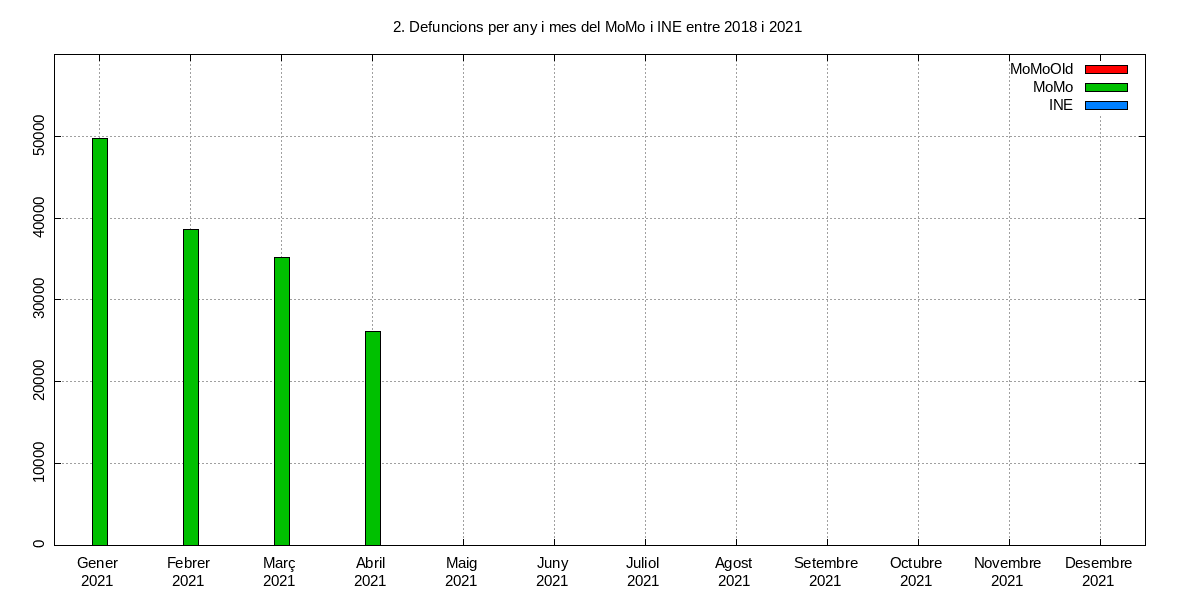 2. Defuncions per any i mes del MoMo i INE entre 2018 i 2021
MoMoOld
MoMo
INE
50000
40000
30000
20000
10000
0
Gener Febrer Març Abril Maig Juny Juliol Agost Setembre Octubre Novembre Desembre
2021 2021 2021 2021 2021 2021 2021 2021 2021 2021 2021 2021